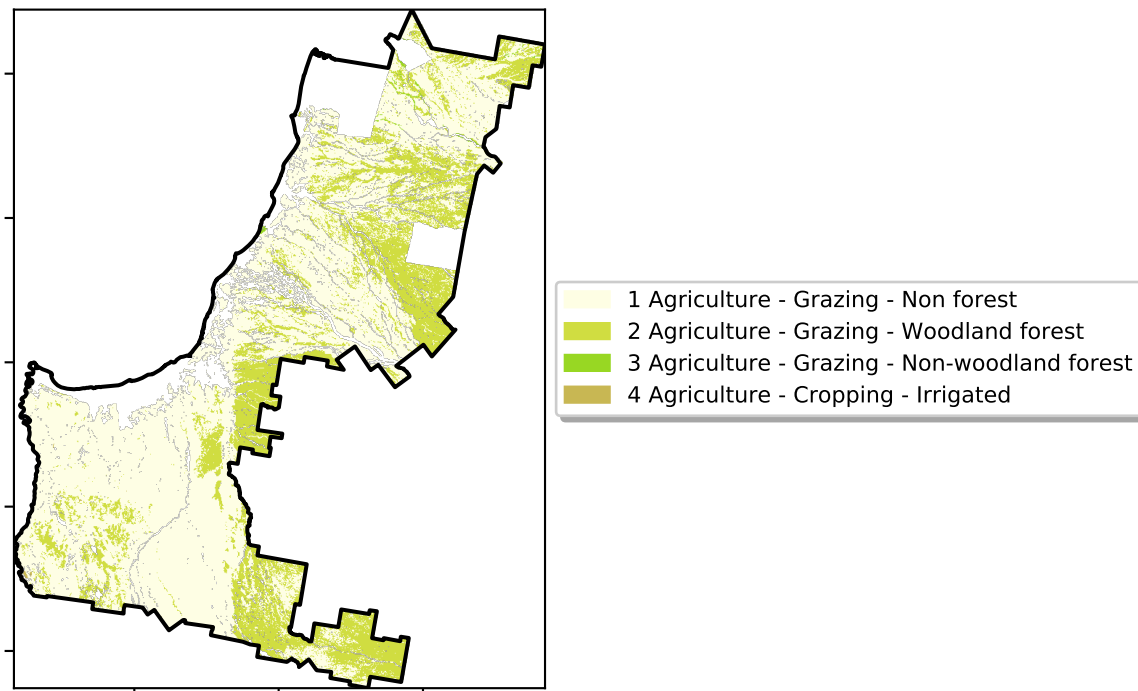 1 Agriculture - Grazing - Non forest
2 Agriculture - Grazing - Woodland forest
3 Agriculture - Grazing - Non-woodland forest
4 Agriculture - Cropping - Irrigated